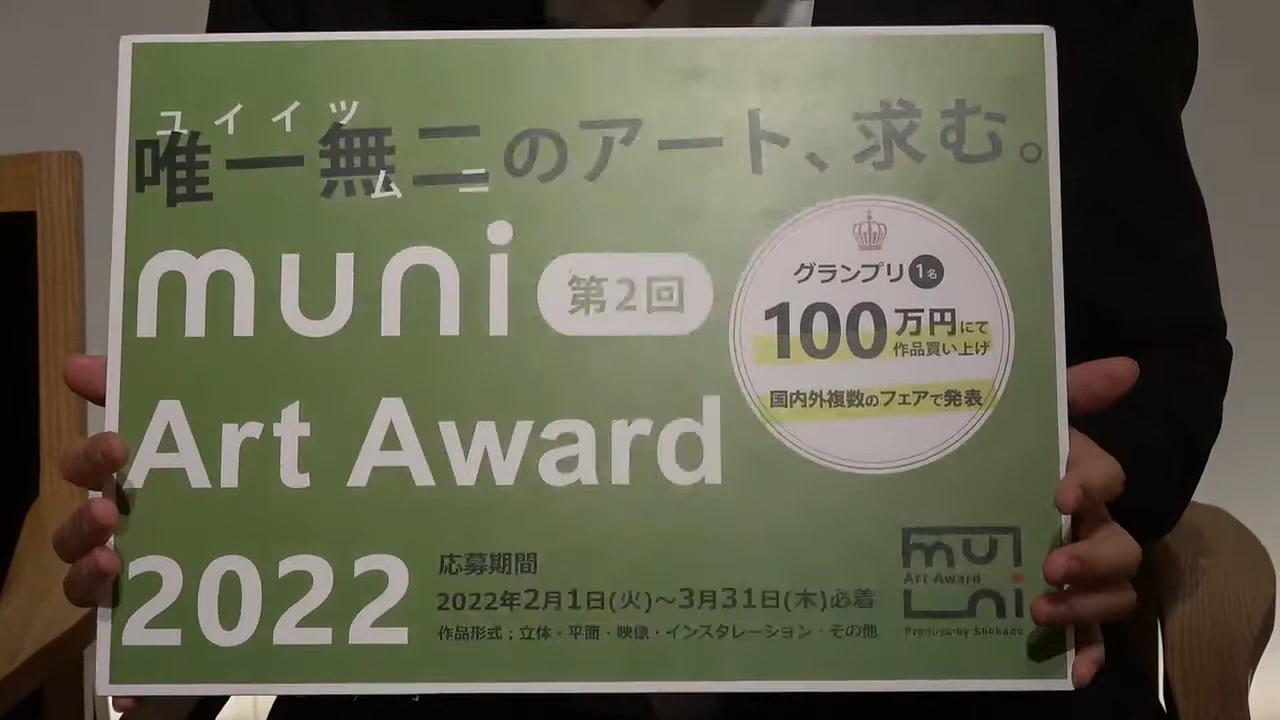 ユイイツ
唯一無二のアート、求む。
ムニ
muni 第2回
Art Award
2022
グランプリ 1名
100万円にて
作品買い上げ
国内外複数のフェアで発表
応募期間
2022年2月1日(火)～3月31日(木)必着
作品形式：立体・平面・映像・インスタレーション・その他
mu
Art Award
ni
Produce by Shukado